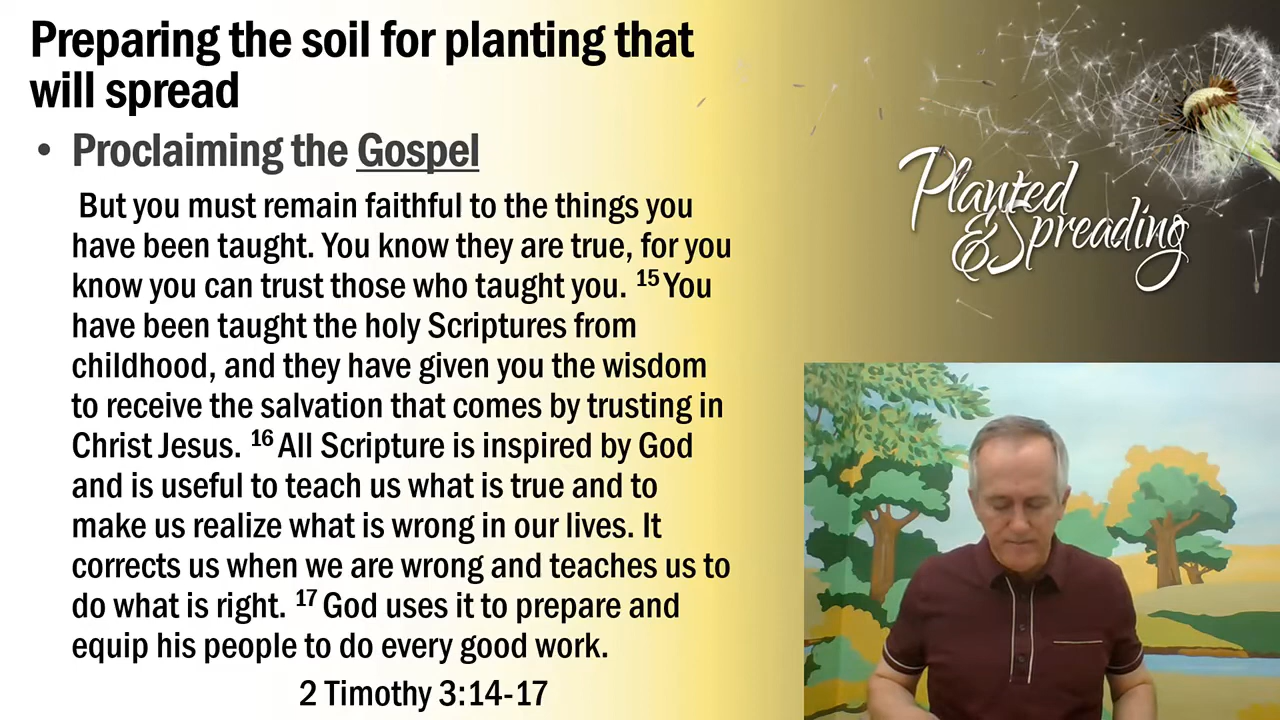 Preparing the soil for planting that
will spread
• Proclaiming the Gospel
But you must remain faithful to the things you
have been taught. You know they are true, for you
know you can trust those who taught you. 15 You
have been taught the holy Scriptures from
childhood, and they have given you the wisdom
to receive the salvation that comes by trusting in
Christ Jesus. 16 All Scripture is inspired by God
and is useful to teach us what is true and to
make us realize what is wrong in our lives. It
corrects us when we are wrong and teaches us to
do what is right. 17 God uses it to prepare and
equip his people to do every good work.
2 Timothy 3:14-17
Planted
& Spreading